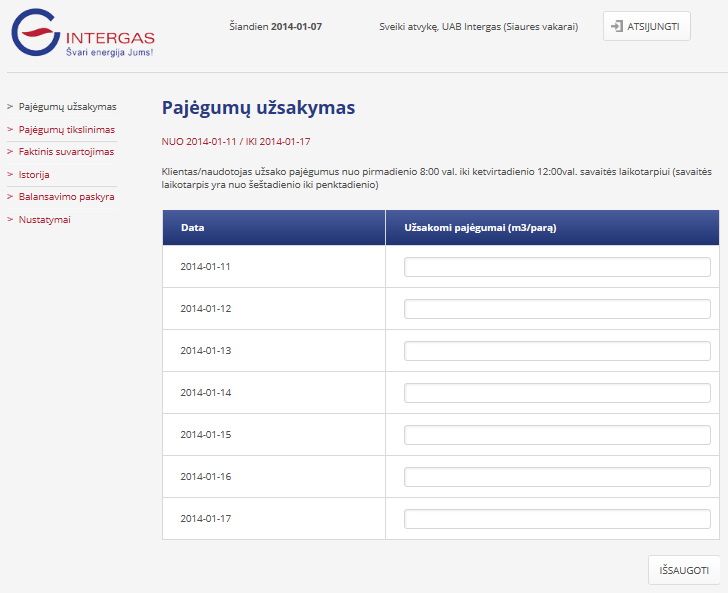 INTERGAS
Švari energija Jums!
Šiandien 2014-01-07
Sveiki atvykę, UAB Intergas (Siaures vakarai)
ATSIJUNGTI
> Pajėgumų užsakymas
> Pajėgumų tikslinimas
> Faktinis suvartojimas
> Istorija
> Balansavimo paskyra
> Nustatymai
Pajėgumų užsakymas
NUO 2014-01-11 / IKI 2014-01-17
Klientas/naudotojas užsako pajėgumus nuo pirmadienio 8:00 val. iki ketvirtadienio 12:00val. savaitės laikotarpiui (savaitės
laikotarpis yra nuo šeštadienio iki penktadienio)
Data Užsakomi pajėgumai (m3/parą)
2014-01-11
2014-01-12
2014-01-13
2014-01-14
2014-01-15
2014-01-16
2014-01-17
IŠSAUGOTI